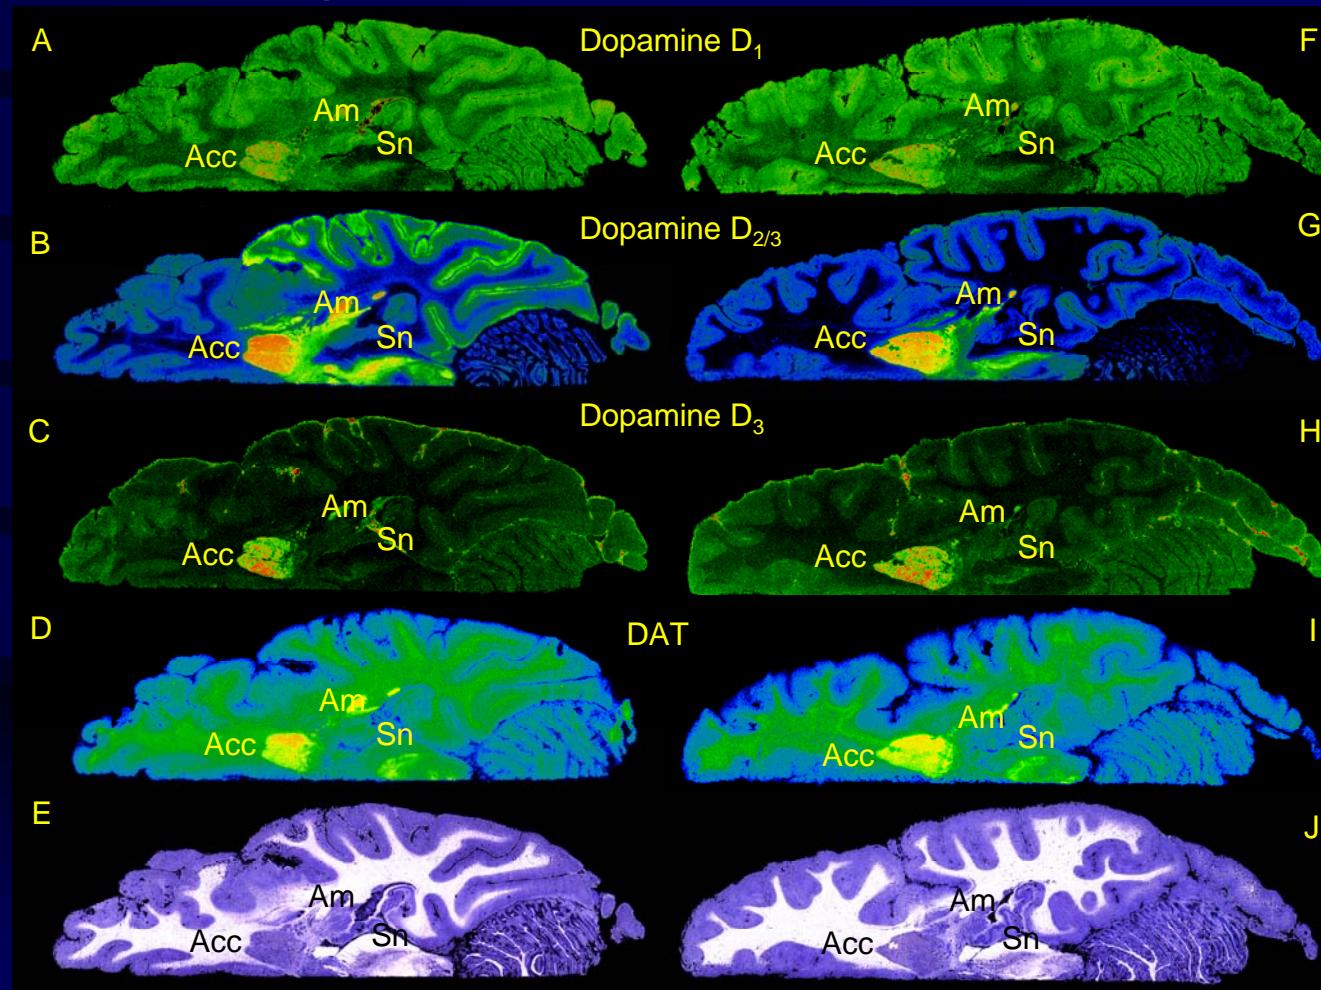 A
Dopamine D₁
F
Am
Acc
Sn
Am
Acc
Sn
B
Dopamine D₂/₃
G
Am
Acc
Sn
Am
Acc
Sn
C
Dopamine D₃
H
Am
Acc
Sn
Am
Acc
Sn
D
DAT
I
Am
Acc
Sn
Am
Acc
Sn
E
J
Am
Acc
Sn
Am
Acc
Sn